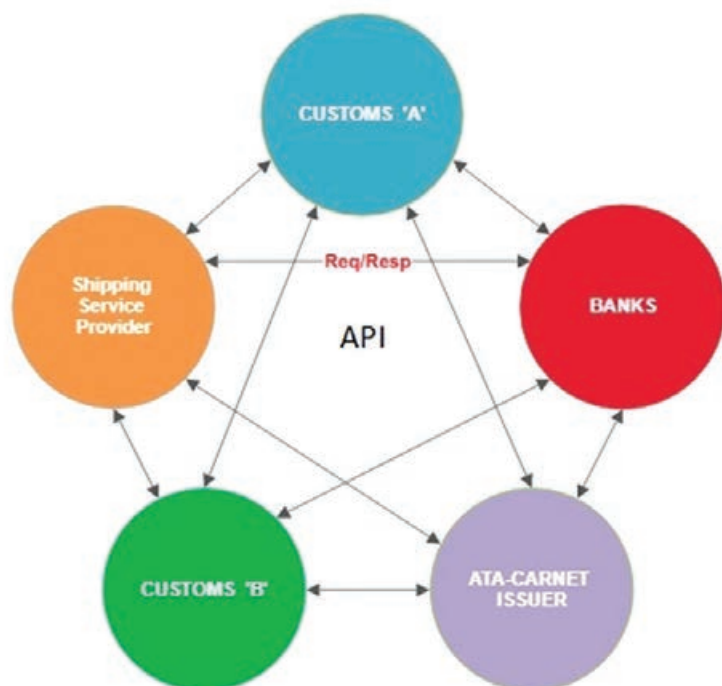 CUSTOMS 'A'
Req/Resp
Shipping
Service
Provider
BANKS
API
CUSTOMS 'B'
ATA-CARNET
ISSUER